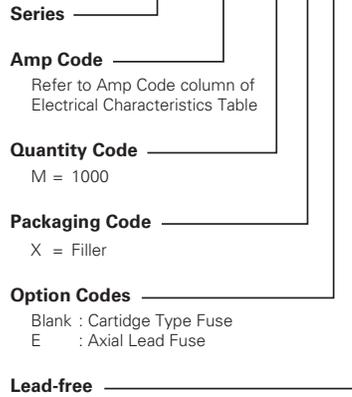 Series
Amp Code
Refer to Amp Code column of
Electrical Characteristics Table
Quantity Code
M = 1000
Packaging Code
X = Filler
Option Codes
Blank : Cartidge Type Fuse
E : Axial Lead Fuse
Lead-free